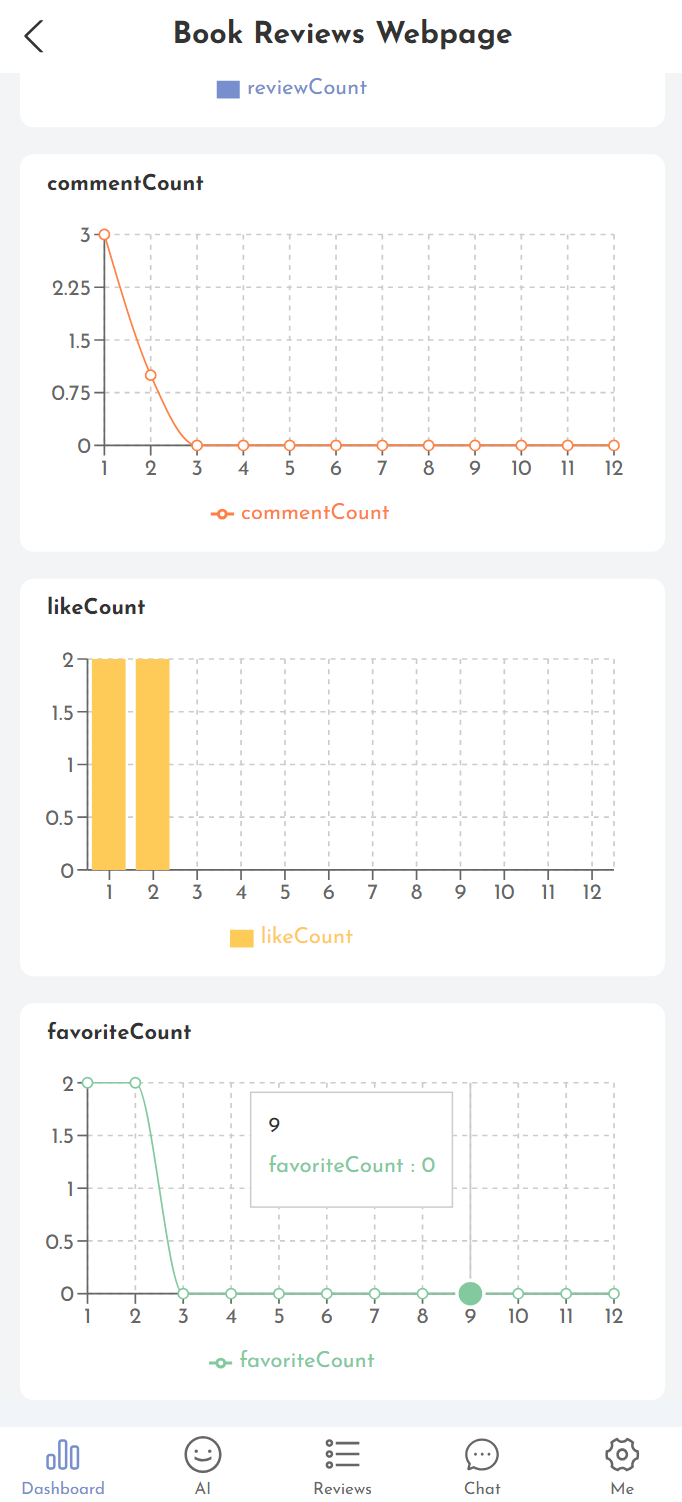 Book Reviews Webpage
reviewCount
commentCount
3
2.25
1.5
0.75
0
1 2 3 4 5 6 7 8 9 10 11 12
commentCount
likeCount
2
1.5
1
0.5
0
1 2 3 4 5 6 7 8 9 10 11 12
likeCount
favoriteCount
2
1.5
1
0.5
0
9
favoriteCount : 0
1 2 3 4 5 6 7 8 9 10 11 12
favoriteCount
Dashboard AI Reviews Chat Me